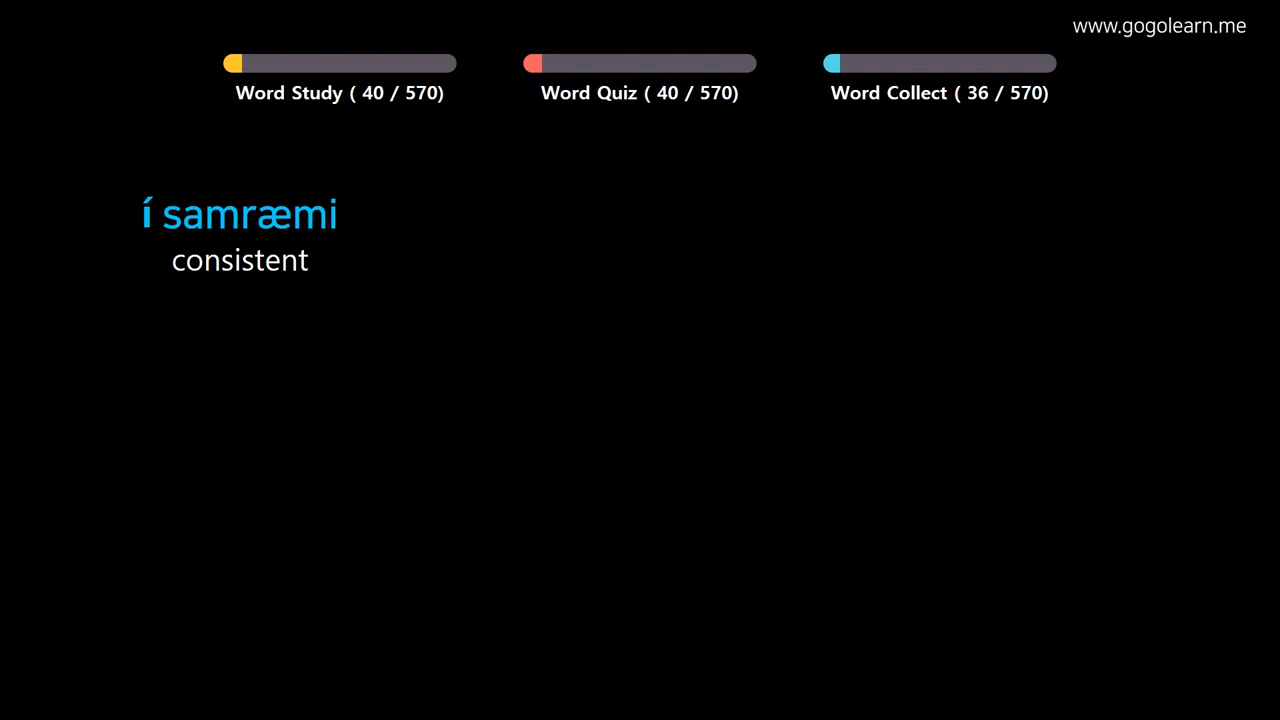 www.gogolearn.me
Word Study ( 40 / 570)
Word Quiz ( 40 / 570)
Word Collect ( 36 / 570)
í samræmi
consistent